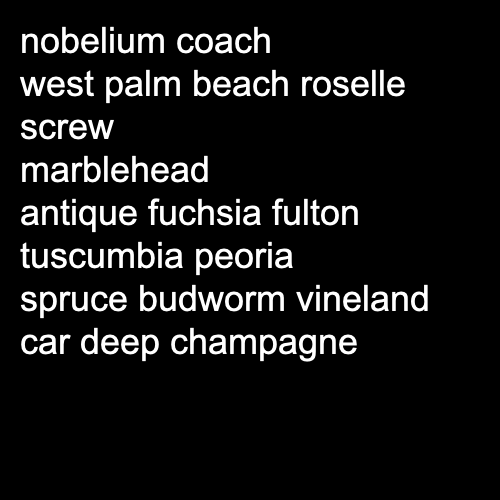 nobelium coach
west palm beach roselle
screw
marblehead
antique fuchsia fulton
tuscumbia peoria
spruce budworm vineland
car deep champagne